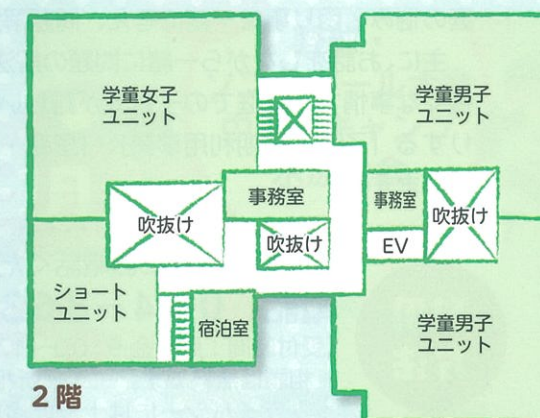 学童女子
ユニット
学童男子
ユニット
事務室
事務室
吹抜け
吹抜け
吹抜け
EV
ショート
ユニット
宿泊室
学童男子
ユニット
2階